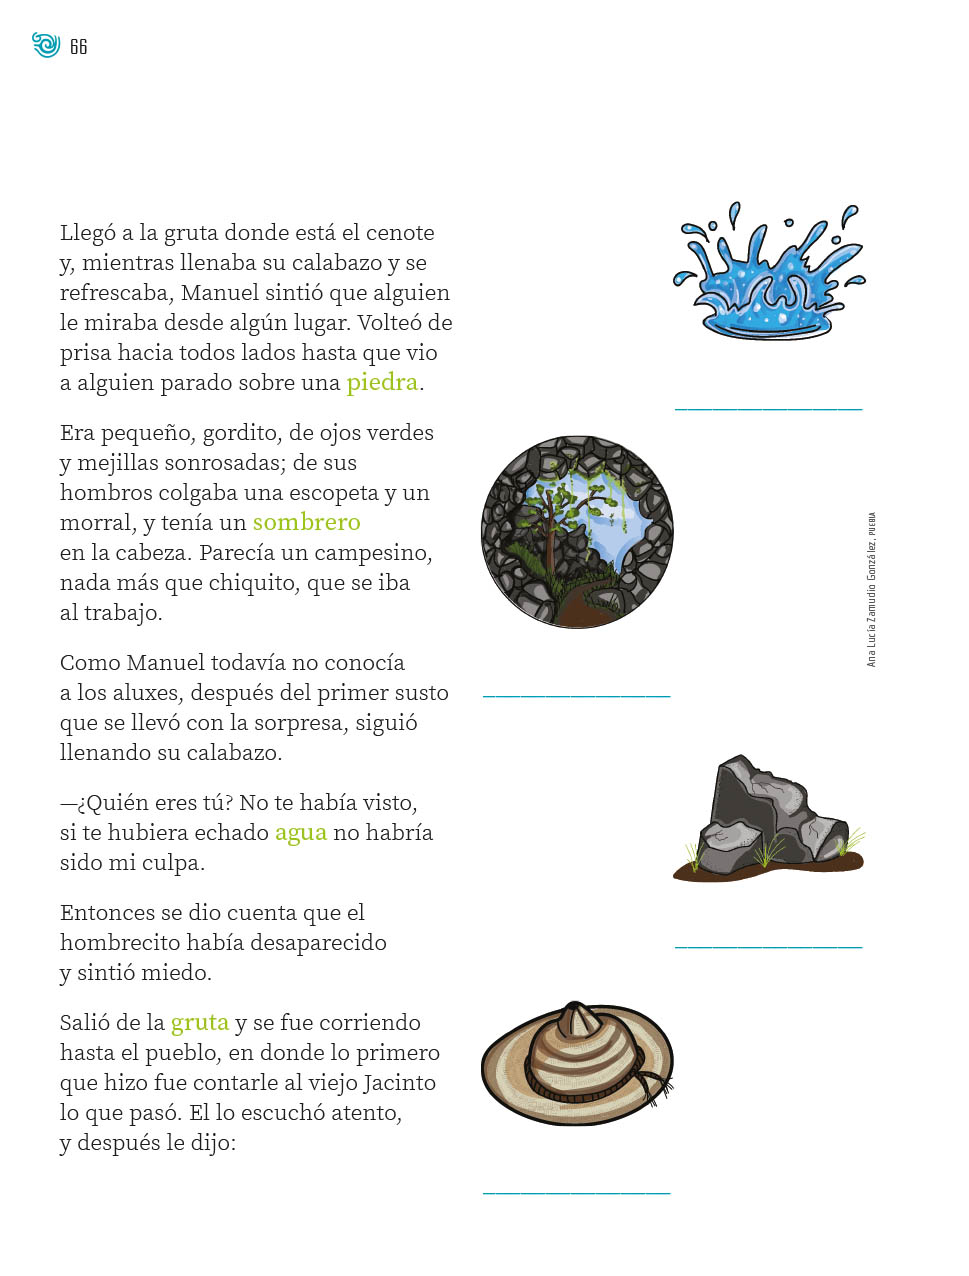 66
Llegó a la gruta donde está el cenote
y, mientras llenaba su calabazo y se
refrescaba, Manuel sintió que alguien
le miraba desde algún lugar. Volteó de
prisa hacia todos lados hasta que vio
a alguien parado sobre una piedra.
Era pequeño, gordito, de ojos verdes
y mejillas sonrosadas; de sus
hombros colgaba una escopeta y un
morral, y tenía un sombrero
en la cabeza. Parecía un campesino,
nada más que chiquito, que se iba
al trabajo.
Como Manuel todavía no conocía
a los aluxes, después del primer susto
que se llevó con la sorpresa, siguió
llenando su calabazo.
—¿Quién eres tú? No te había visto,
si te hubiera echado agua no habría
sido mi culpa.
Entonces se dio cuenta que el
hombrecito había desaparecido
y sintió miedo.
Salió de la gruta y se fue corriendo
hasta el pueblo, en donde lo primero
que hizo fue contarle al viejo Jacinto
lo que pasó. El lo escuchó atento,
y después le dijo:
Ana Lucía Zamudio González, PUEBLA